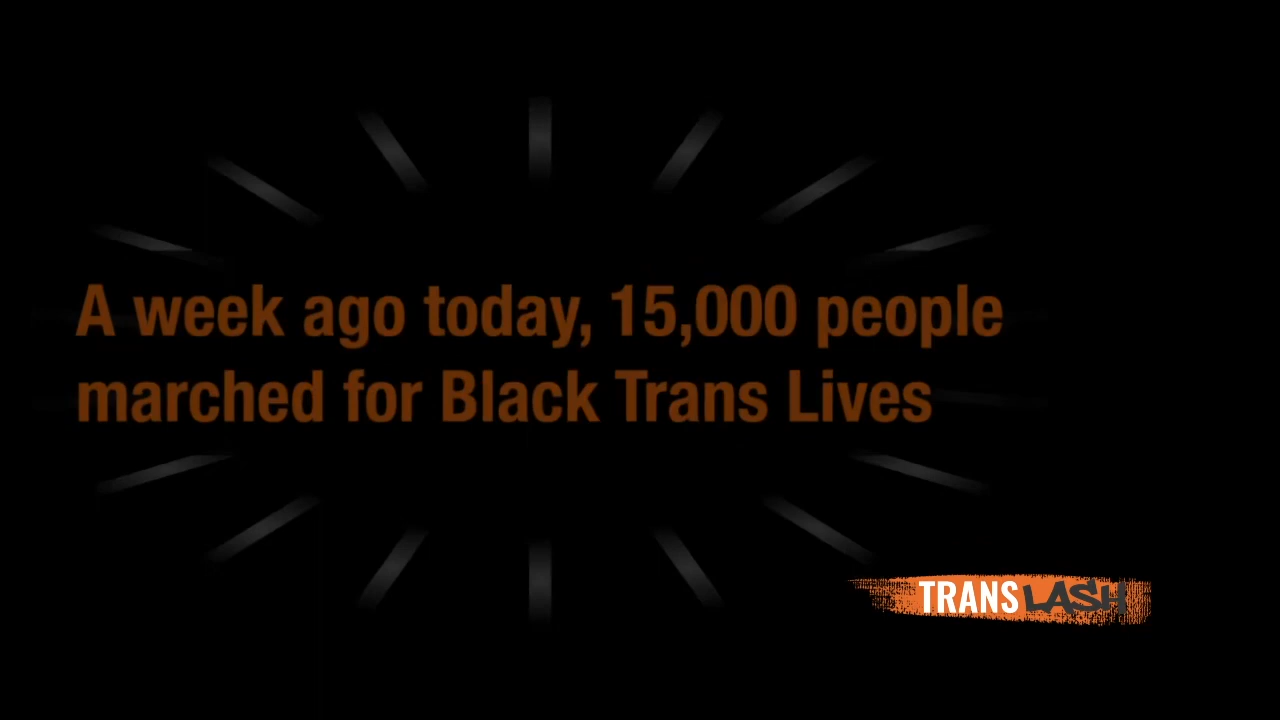 A week ago today, 15,000 people
marched for Black Trans Lives
TRANSLASH